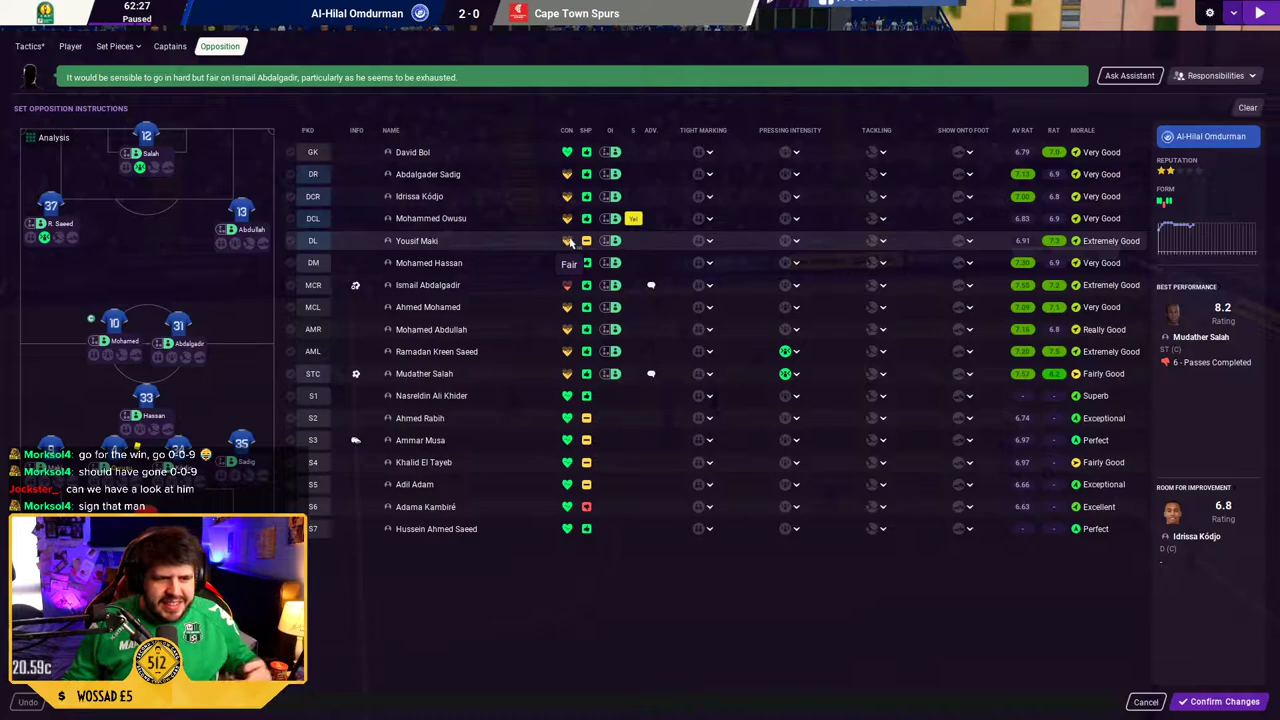 62:27
Paused
Al-Hilal Omdurman
2 - 0
Cape Town Spurs
Tactics* Player Set Pieces Captains Opposition
It would be sensible to go in hard but fair on Ismail Abdalgadir, particularly as he seems to be exhausted.
Ask Assistant Responsibilities
SET OPPOSITION INSTRUCTIONS
Clear
Analysis
12
Salah
37
R. Saeed
13
Abdullah
10
Mohamed
31
Abdalgadir
33
Hassan
35
Sadig
PKD INFO NAME CON SHP OI S ADV. TIGHT MARKING PRESSING INTENSITY TACKLING SHOW ONTO FOOT AV RAT RAT MORALE
GK David Bol 6.79 7.0 Very Good
DR Abdalgader Sadig 7.13 6.9 Very Good
DCR Idrissa Kódjo 7.00 6.8 Very Good
DCL Mohammed Owusu Yel 6.83 6.9 Very Good
DL Yousif Maki 6.91 7.3 Extremely Good
Fair
DM Mohamed Hassan 7.30 6.9 Very Good
MCR Ismail Abdalgadir 7.55 7.2 Extremely Good
MCL Ahmed Mohamed 7.09 7.1 Very Good
AMR Mohamed Abdullah 7.16 6.8 Really Good
AML Ramadan Kreen Saeed 7.20 7.5 Extremely Good
STC Mudather Salah 7.57 8.2 Fairly Good
S1 Nasreldin Ali Khider - - Superb
S2 Ahmed Rabih 6.74 - Exceptional
S3 Ammar Musa 6.97 - Perfect
S4 Khalid El Tayeb 6.97 - Fairly Good
S5 Adil Adam 6.66 - Exceptional
S6 Adama Kambiré 6.63 - Excellent
S7 Hussein Ahmed Saeed - - Perfect
Al-Hilal Omdurman
REPUTATION
FORM
BEST PERFORMANCE
8.2
Rating
Mudather Salah
ST (C)
6 - Passes Completed
ROOM FOR IMPROVEMENT
6.8
Rating
Idrissa Kódjo
D (C)
-
Morksol4: go for the win, go 0-0-9
Morksol4: should have gone 0-0-9
Jockster_: can we have a look at him
Morksol4: sign that man
20.59c
512
$ WOSSAD £5
Undo
Cancel
Confirm Changes